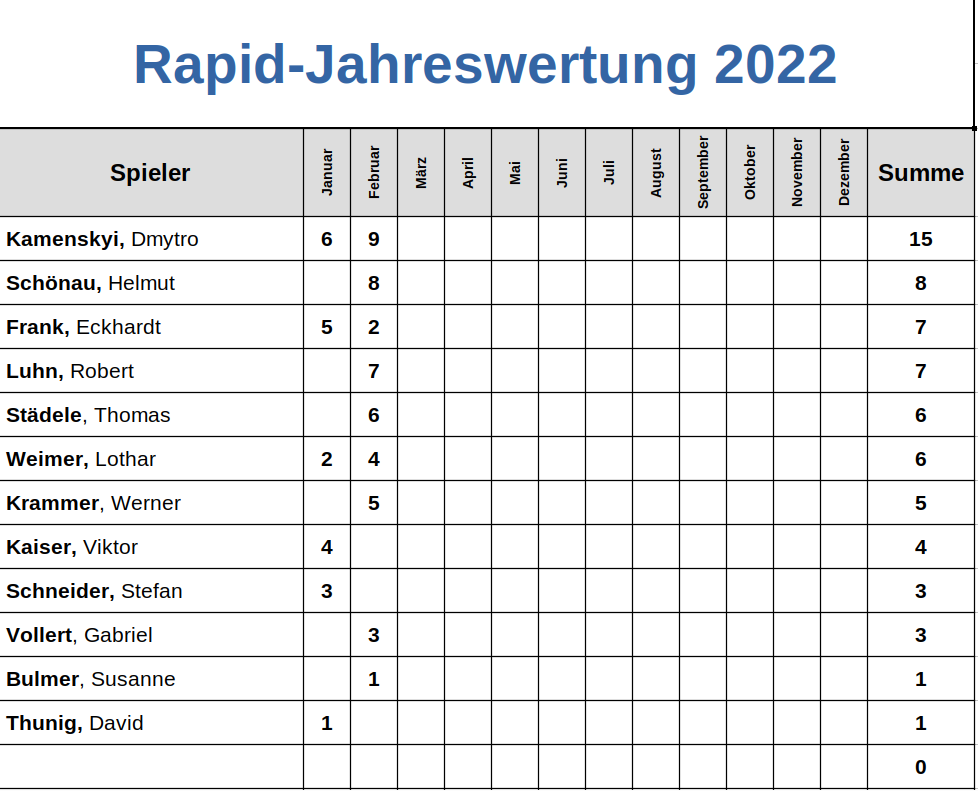 Rapid-Jahreswertung 2022
Spieler Januar Februar März April Mai Juni Juli August September Oktober November Dezember Summe
Kamenskyi, Dmytro 6 9 15
Schönau, Helmut 8 8
Frank, Eckhardt 5 2 7
Luhn, Robert 7 7
Städele, Thomas 6 6
Weimer, Lothar 2 4 6
Krammer, Werner 5 5
Kaiser, Viktor 4 4
Schneider, Stefan 3 3
Vollert, Gabriel 3 3
Bulmer, Susanne 1 1
Thunig, David 1 1
0